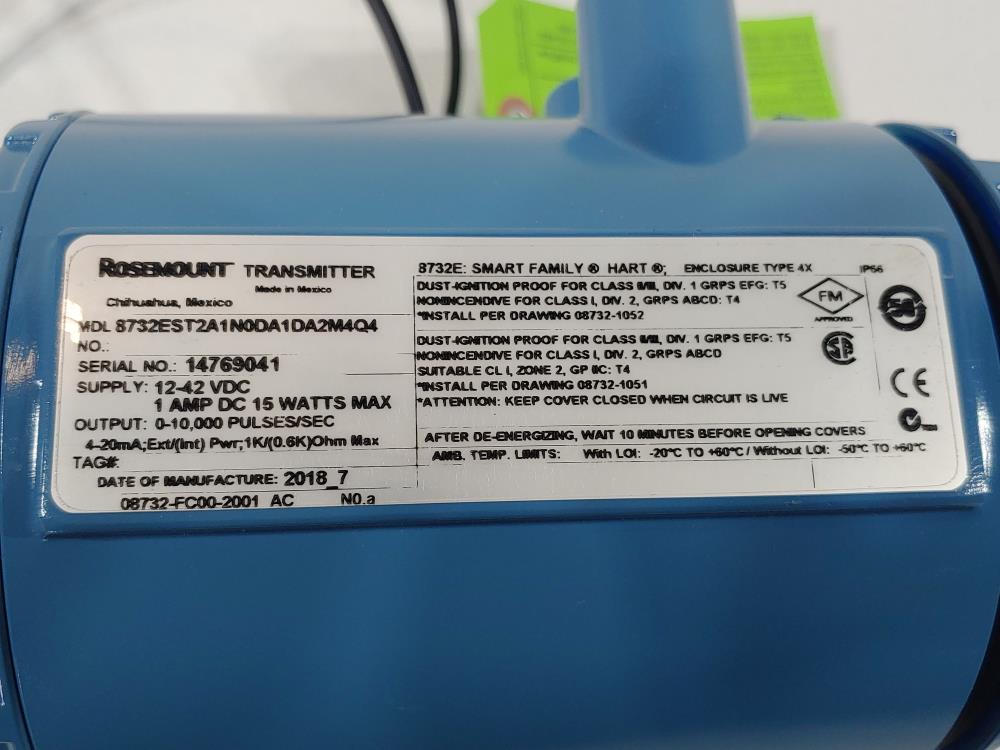 ROSEMOUNT TRANSMITTER
Made in Mexico
Chihuahua, Mexico
MDL 8732EST2A1N0DA1DA2M4Q4
NO.:
SERIAL NO.: 14769041
SUPPLY: 12-42 VDC
1 AMP DC 15 WATTS MAX
OUTPUT: 0-10,000 PULSES/SEC
4-20mA;Ext/(Int) Pwr;1K/(0.6K)Ohm Max
TAG#:
DATE OF MANUFACTURE: 2018_7
08732-FC00-2001 AC N0.a
8732E: SMART FAMILY ® HART ®; ENCLOSURE TYPE 4X IP66
DUST-IGNITION PROOF FOR CLASS II/III, DIV. 1 GRPS EFG: T5
NONINCENDIVE FOR CLASS I, DIV. 2, GRPS ABCD: T4
*INSTALL PER DRAWING 08732-1052
FM
APPROVED
DUST-IGNITION PROOF FOR CLASS II/III, DIV. 1 GRPS EFG: T5
NONINCENDIVE FOR CLASS I, DIV. 2, GRPS ABCD
SUITABLE CL I, ZONE 2, GP IIC: T4
*INSTALL PER DRAWING 08732-1051
*ATTENTION: KEEP COVER CLOSED WHEN CIRCUIT IS LIVE
SP
CE
AFTER DE-ENERGIZING, WAIT 10 MINUTES BEFORE OPENING COVERS
AMB. TEMP. LIMITS: With LOI: -20°C TO +60°C / Without LOI: -50°C TO +60°C